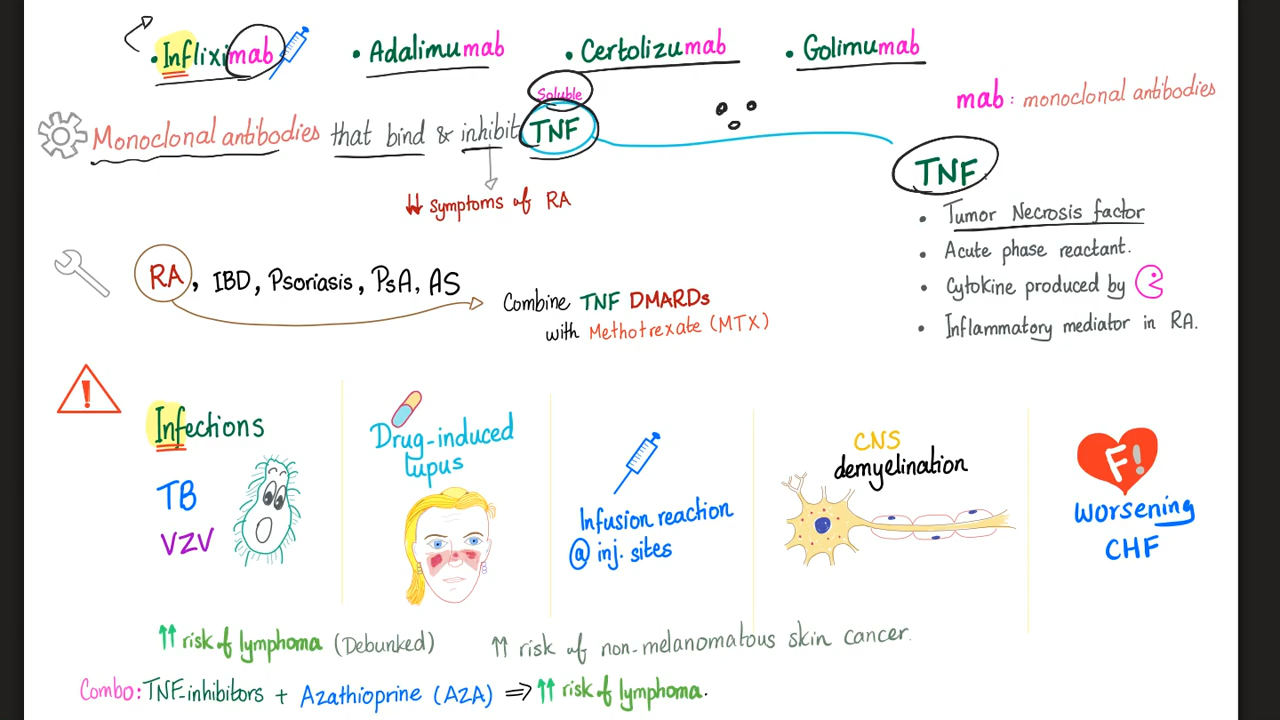 • Infliximab • Adalimumab • Certolizumab • Golimumab
Soluble
mab: monoclonal antibodies
Monoclonal antibodies that bind & inhibit TNF
↓↓ symptoms of RA
TNF
• Tumor Necrosis factor
• Acute phase reactant.
• Cytokine produced by
• Inflammatory mediator in RA.
RA, IBD, Psoriasis, PsA, AS
Combine TNF DMARDs
with Methotrexate (MTX)
!
Infections
TB
VZV
Drug-induced
lupus
Infusion reaction
@ inj. sites
CNS
demyelination
F!
worsening
CHF
↑↑ risk of lymphoma (Debunked) ↑↑ risk of non-melanomatous skin cancer.
Combo: TNF inhibitors + Azathioprine (AZA) ⇒ ↑↑ risk of lymphoma.